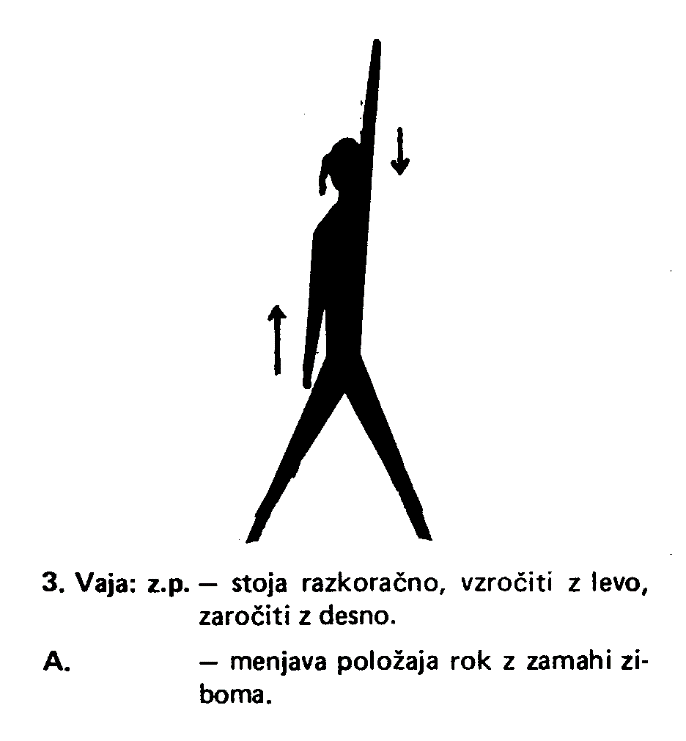 3. Vaja: z.p. — stoja razkoračno, vzročiti z levo,
zaročiti z desno.
A. — menjava položaja rok z zamahi zi-
boma.